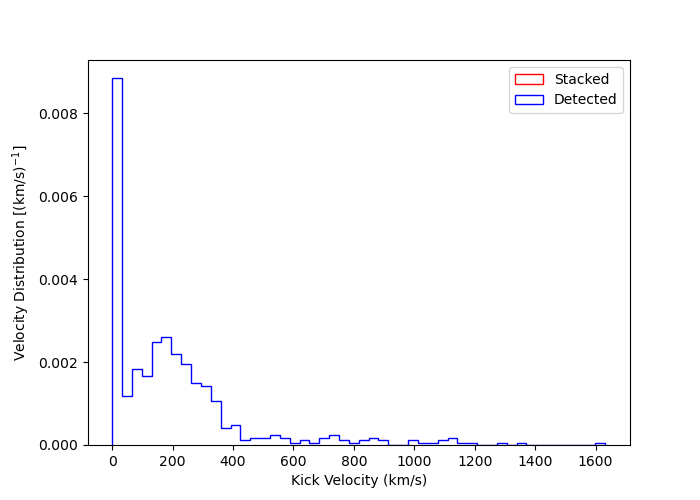 Stacked
Detected
0.008
0.006
0.004
0.002
0.000
Velocity Distribution [(km/s)$^{-1}$]
0 200 400 600 800 1000 1200 1400 1600
Kick Velocity (km/s)